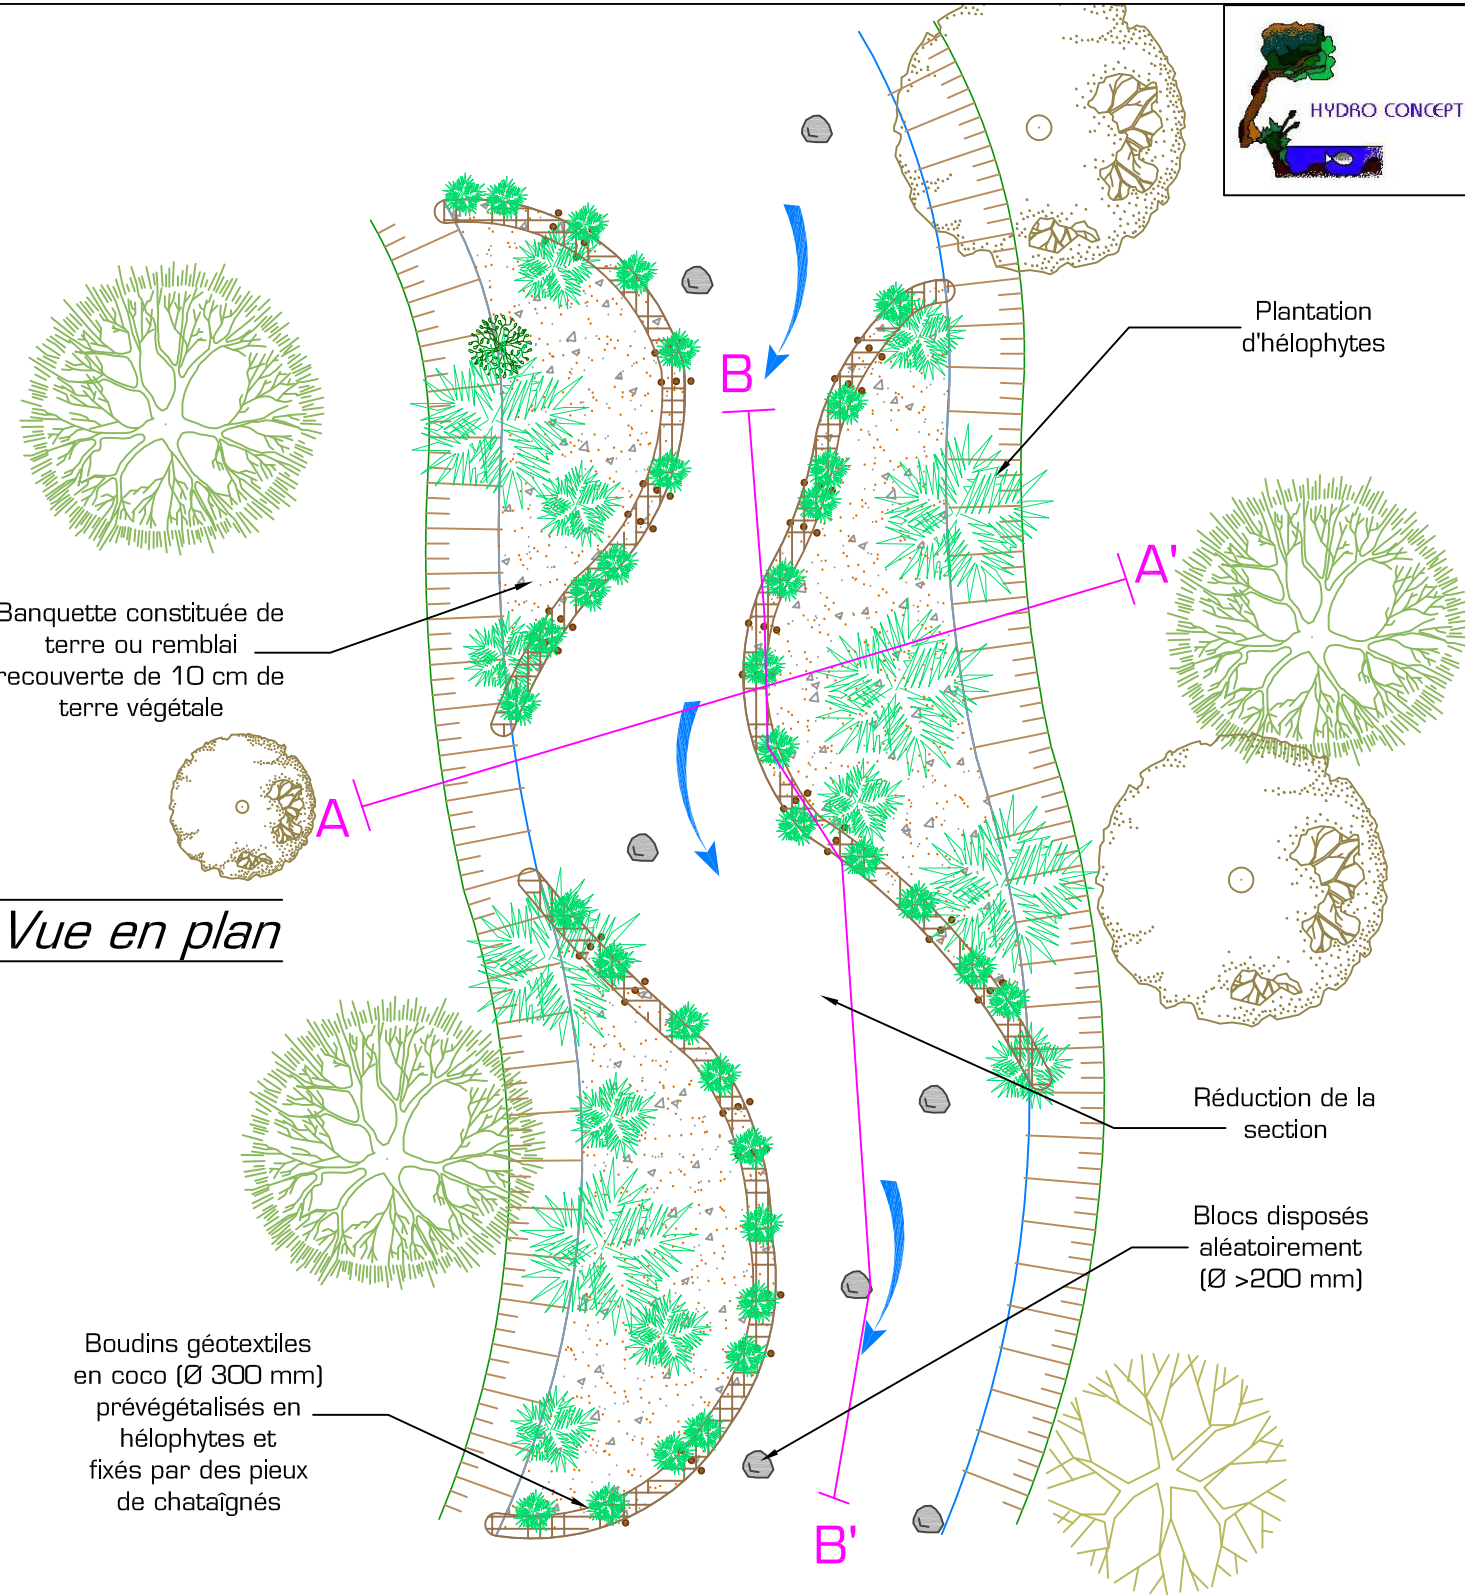 HYDRO CONCEPT
Plantation
d'hélophytes
B
A'
Banquette constituée de
terre ou remblai
recouverte de 10 cm de
terre végétale
A
Vue en plan
Réduction de la
section
Blocs disposés
aléatoirement
(Ø >200 mm)
Boudins géotextiles
en coco (Ø 300 mm)
prévégétalisés en
hélophytes et
fixés par des pieux
de chataîgnés
B'